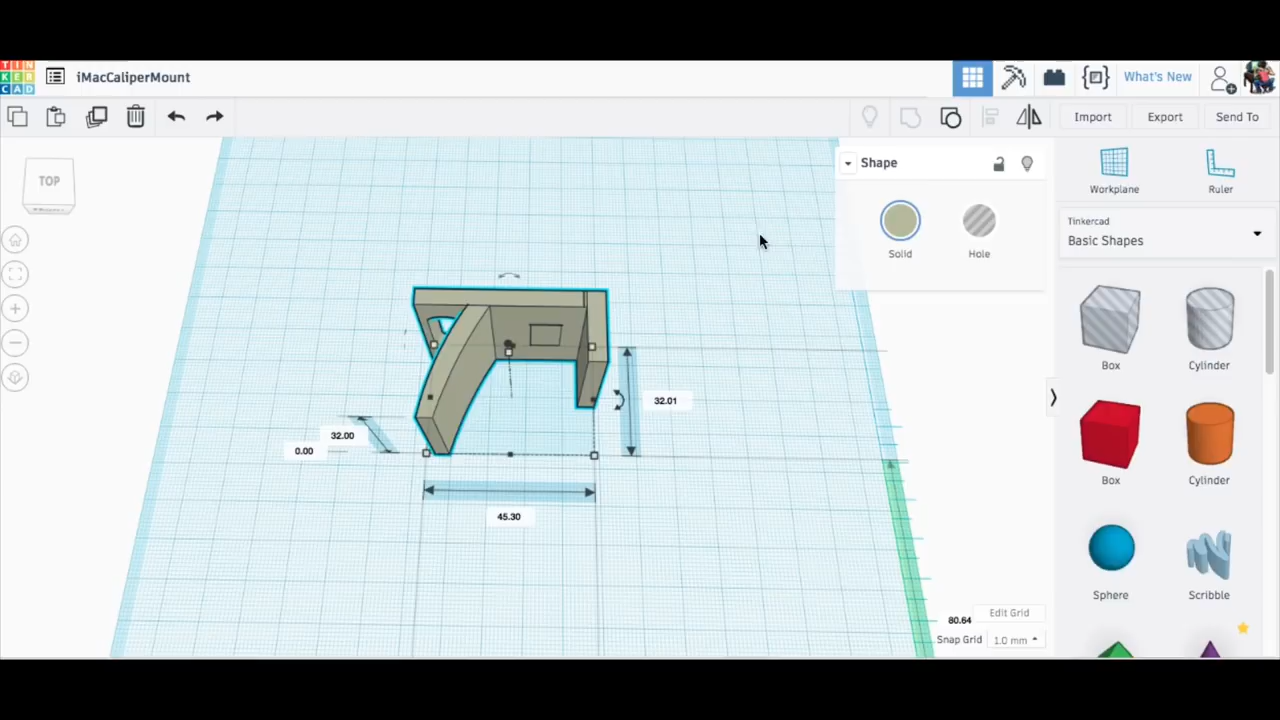 TIN
KER
CAD
iMacCaliperMount
What's New
Import
Export
Send To
TOP
Shape
Solid
Hole
Workplane
Ruler
Tinkercad
Basic Shapes
Box
Cylinder
Box
Cylinder
Sphere
Scribble
32.01
32.00
0.00
45.30
80.64
Edit Grid
Snap Grid
1.0 mm